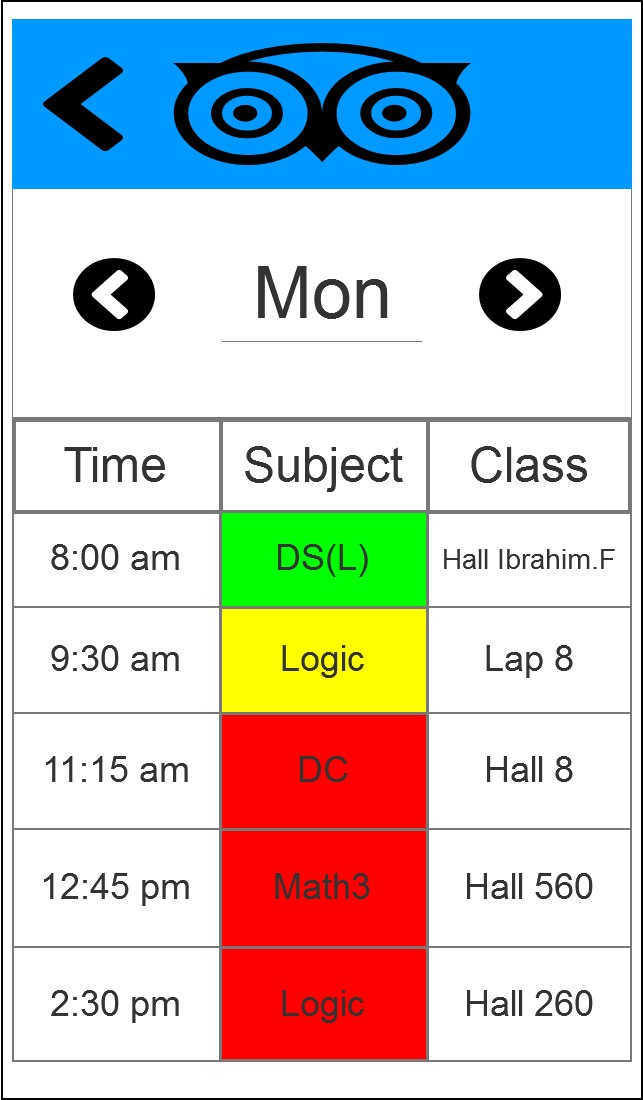 Mon
Time Subject Class
8:00 am DS(L) Hall Ibrahim.F
9:30 am Logic Lap 8
11:15 am DC Hall 8
12:45 pm Math3 Hall 560
2:30 pm Logic Hall 260